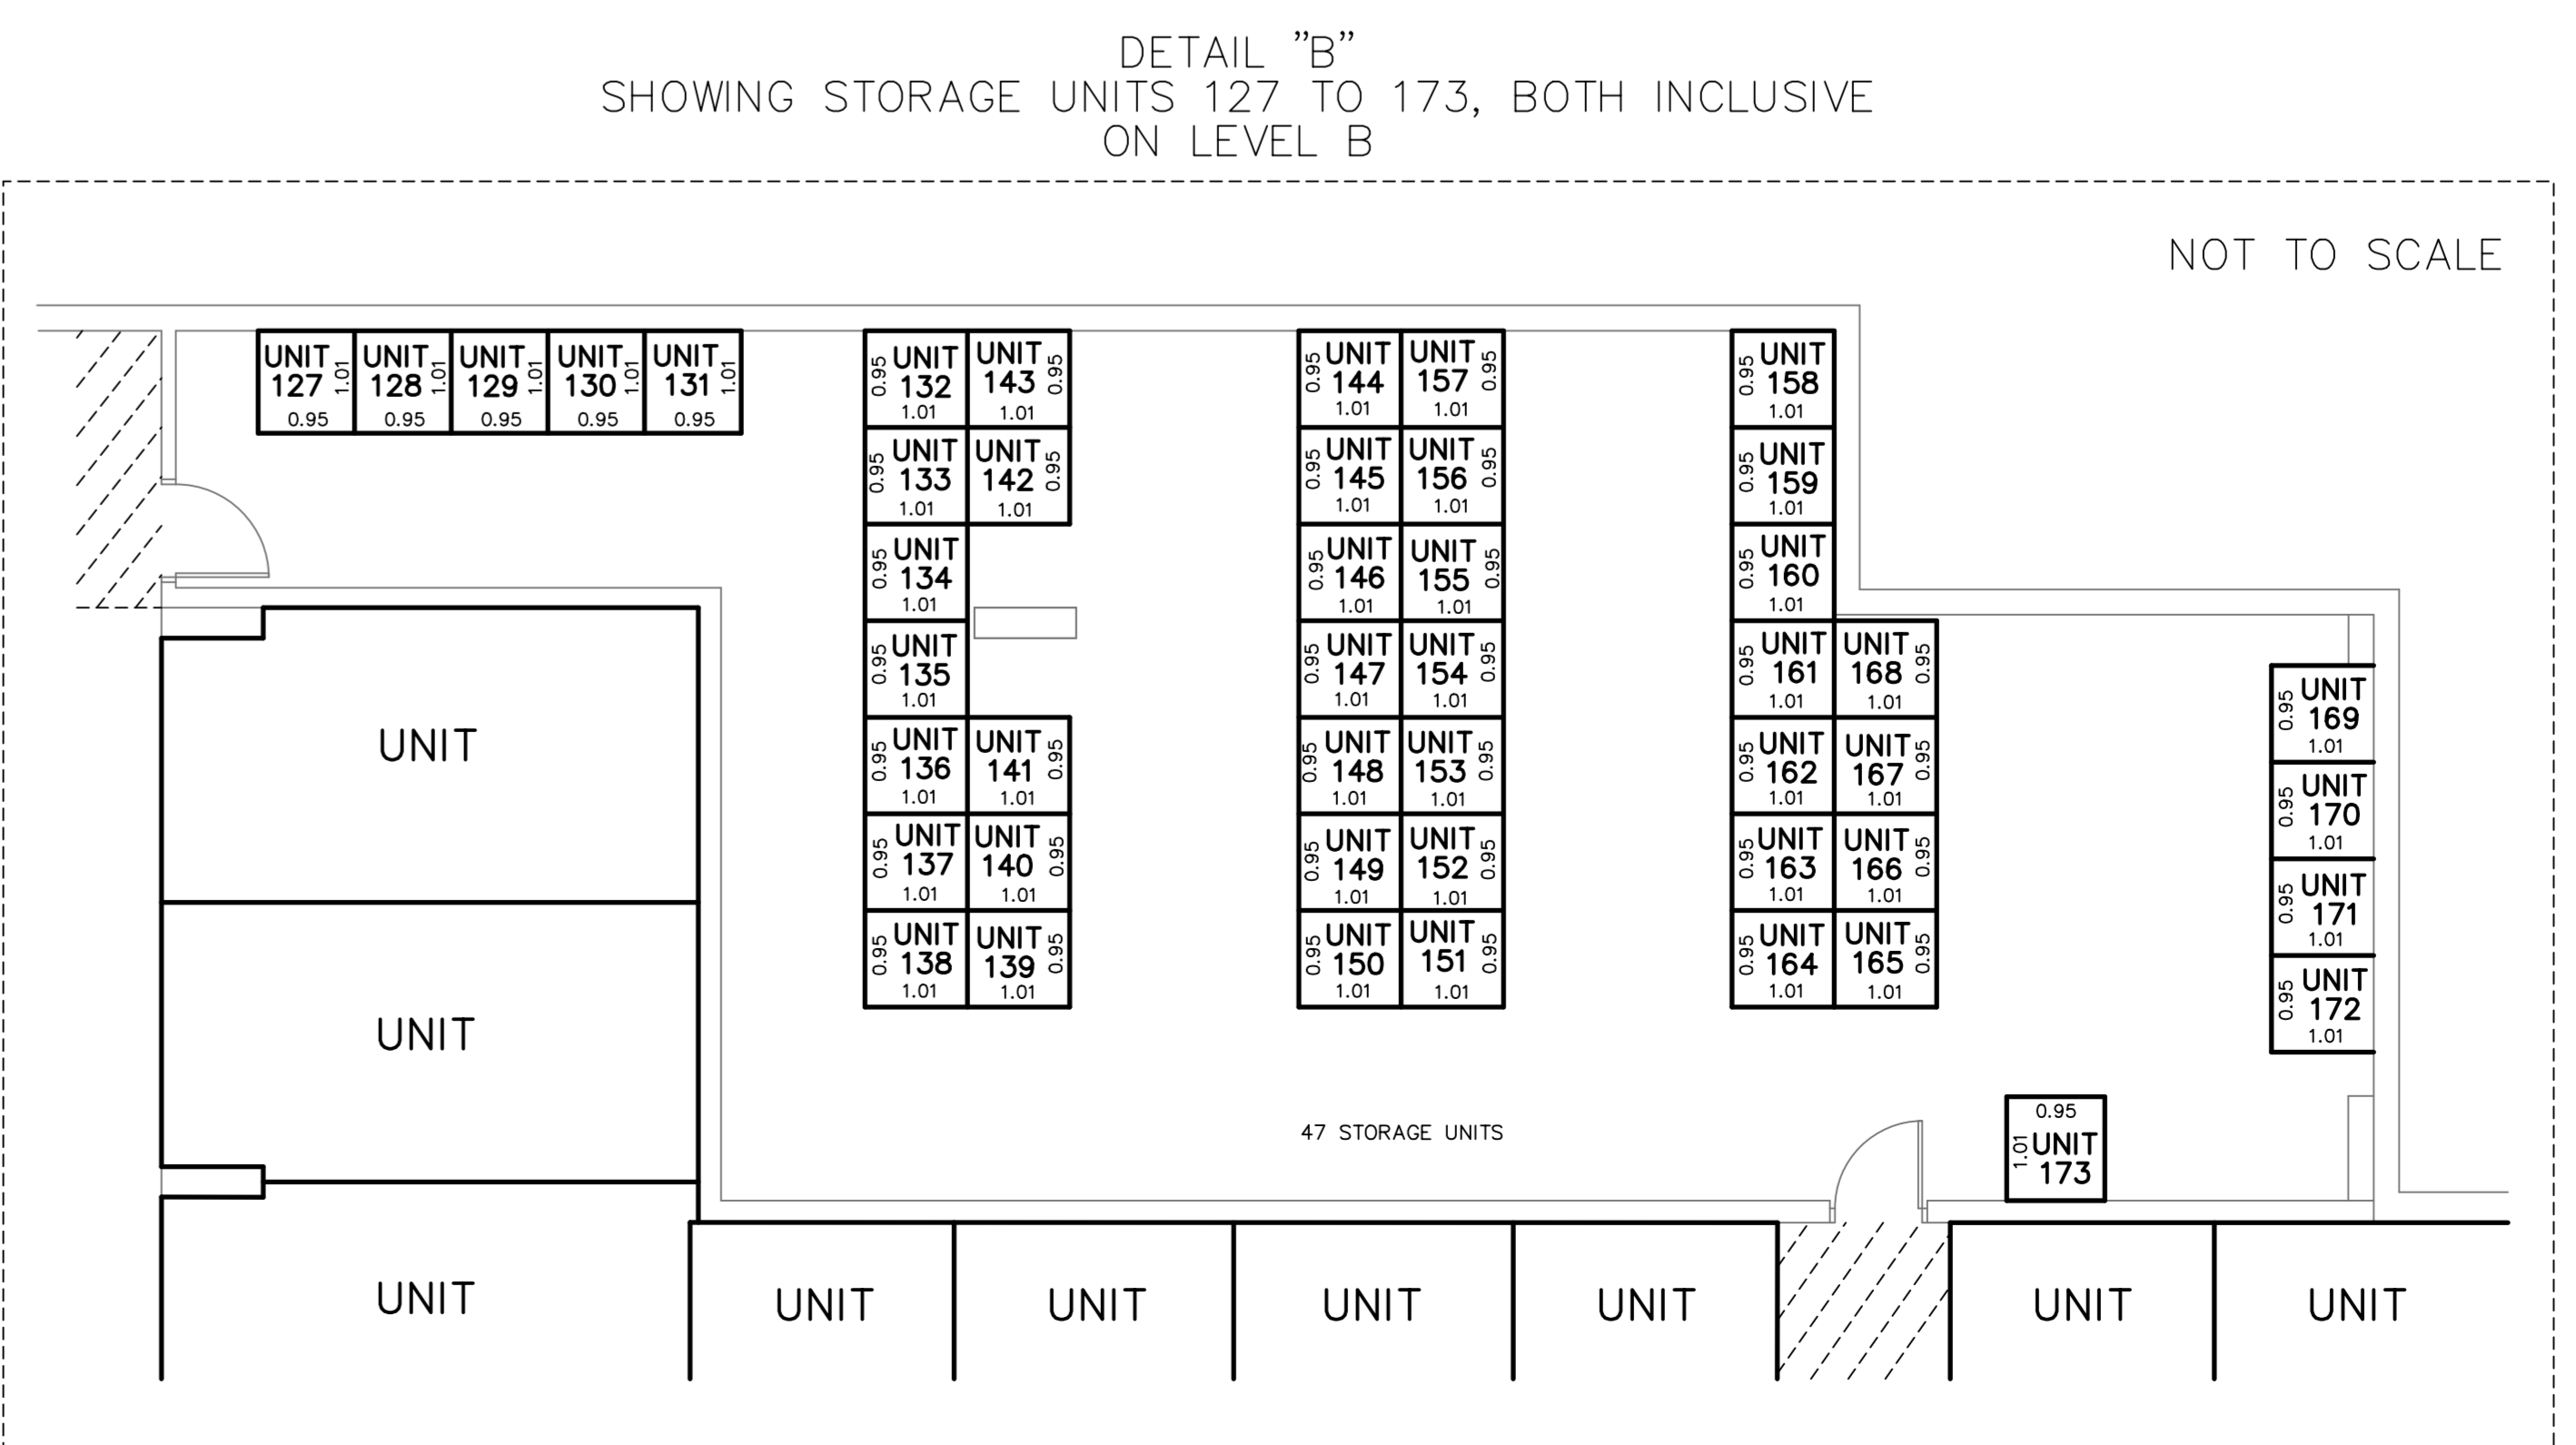 DETAIL "B"
SHOWING STORAGE UNITS 127 TO 173, BOTH INCLUSIVE
ON LEVEL B
NOT TO SCALE
UNIT
127
1.01
0.95
UNIT
128
1.01
0.95
UNIT
129
1.01
0.95
UNIT
130
1.01
0.95
UNIT
131
1.01
0.95
0.95
UNIT
132
1.01
UNIT
143
0.95
1.01
0.95
UNIT
133
1.01
UNIT
142
0.95
1.01
0.95
UNIT
134
1.01
0.95
UNIT
135
1.01
0.95
UNIT
136
1.01
UNIT
141
0.95
1.01
0.95
UNIT
137
1.01
UNIT
140
0.95
1.01
0.95
UNIT
138
1.01
UNIT
139
0.95
1.01
0.95
UNIT
144
1.01
UNIT
157
0.95
1.01
0.95
UNIT
145
1.01
UNIT
156
0.95
1.01
0.95
UNIT
146
1.01
UNIT
155
0.95
1.01
0.95
UNIT
147
1.01
UNIT
154
0.95
1.01
0.95
UNIT
148
1.01
UNIT
153
0.95
1.01
0.95
UNIT
149
1.01
UNIT
152
0.95
1.01
0.95
UNIT
150
1.01
UNIT
151
0.95
1.01
0.95
UNIT
158
1.01
0.95
UNIT
159
1.01
0.95
UNIT
160
1.01
0.95
UNIT
161
1.01
UNIT
168
0.95
1.01
0.95
UNIT
162
1.01
UNIT
167
0.95
1.01
0.95
UNIT
163
1.01
UNIT
166
0.95
1.01
0.95
UNIT
164
1.01
UNIT
165
0.95
1.01
0.95
UNIT
169
1.01
0.95
UNIT
170
1.01
0.95
UNIT
171
1.01
0.95
UNIT
172
1.01
0.95
1.01
UNIT
173
47 STORAGE UNITS
UNIT
UNIT
UNIT
UNIT
UNIT
UNIT
UNIT
UNIT
UNIT